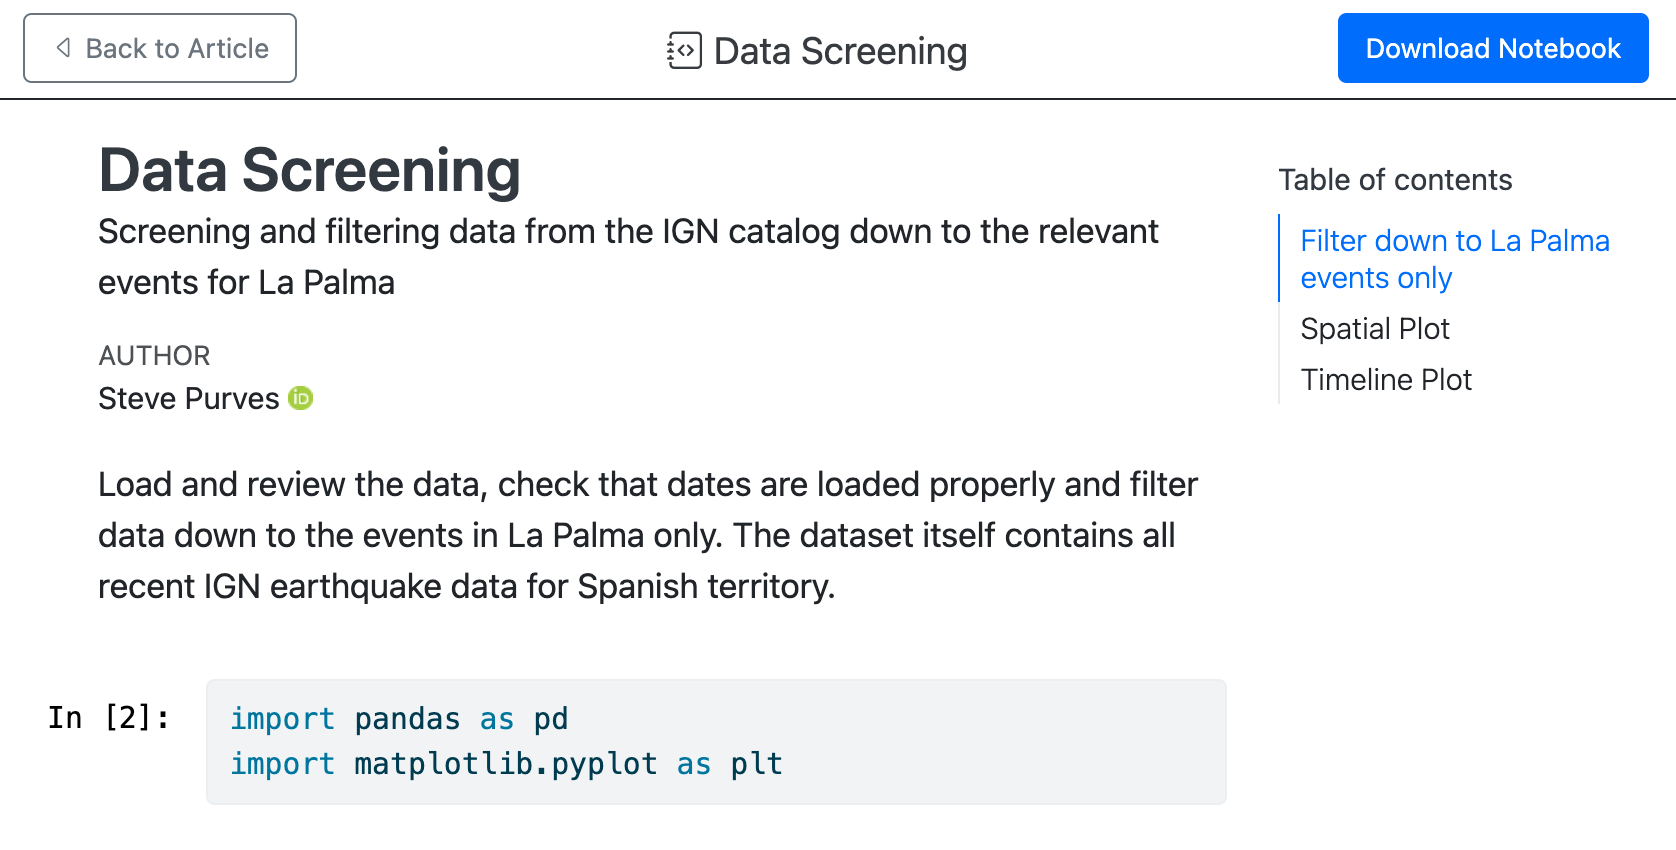 Back to Article
Data Screening
Download Notebook
Data Screening
Screening and filtering data from the IGN catalog down to the relevant
events for La Palma
AUTHOR
Steve Purves iD
Load and review the data, check that dates are loaded properly and filter
data down to the events in La Palma only. The dataset itself contains all
recent IGN earthquake data for Spanish territory.
In [2]:
import pandas as pd
import matplotlib.pyplot as plt
Table of contents
Filter down to La Palma
events only
Spatial Plot
Timeline Plot